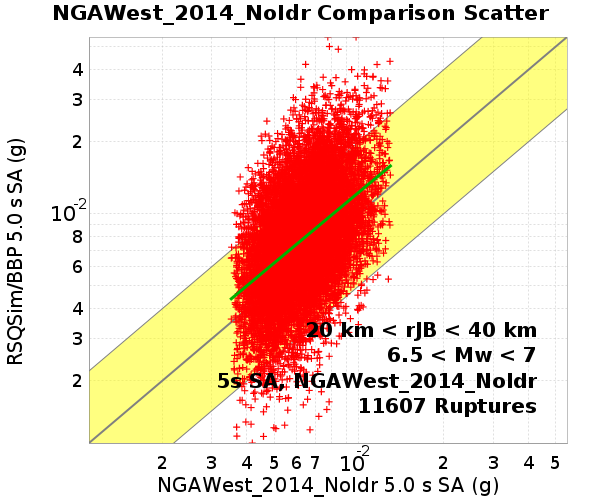 NGAWest_2014_NoIdr Comparison Scatter
4
3
2
10-2
8
6
4
3
2
RSQSim/BBP 5.0 s SA (g)
20 km < rJB < 40 km
6.5 < Mw < 7
5s SA, NGAWest_2014_NoIdr
11607 Ruptures
2 3 4 5 6 7 10-2 2 3 4 5
NGAWest_2014_NoIdr 5.0 s SA (g)